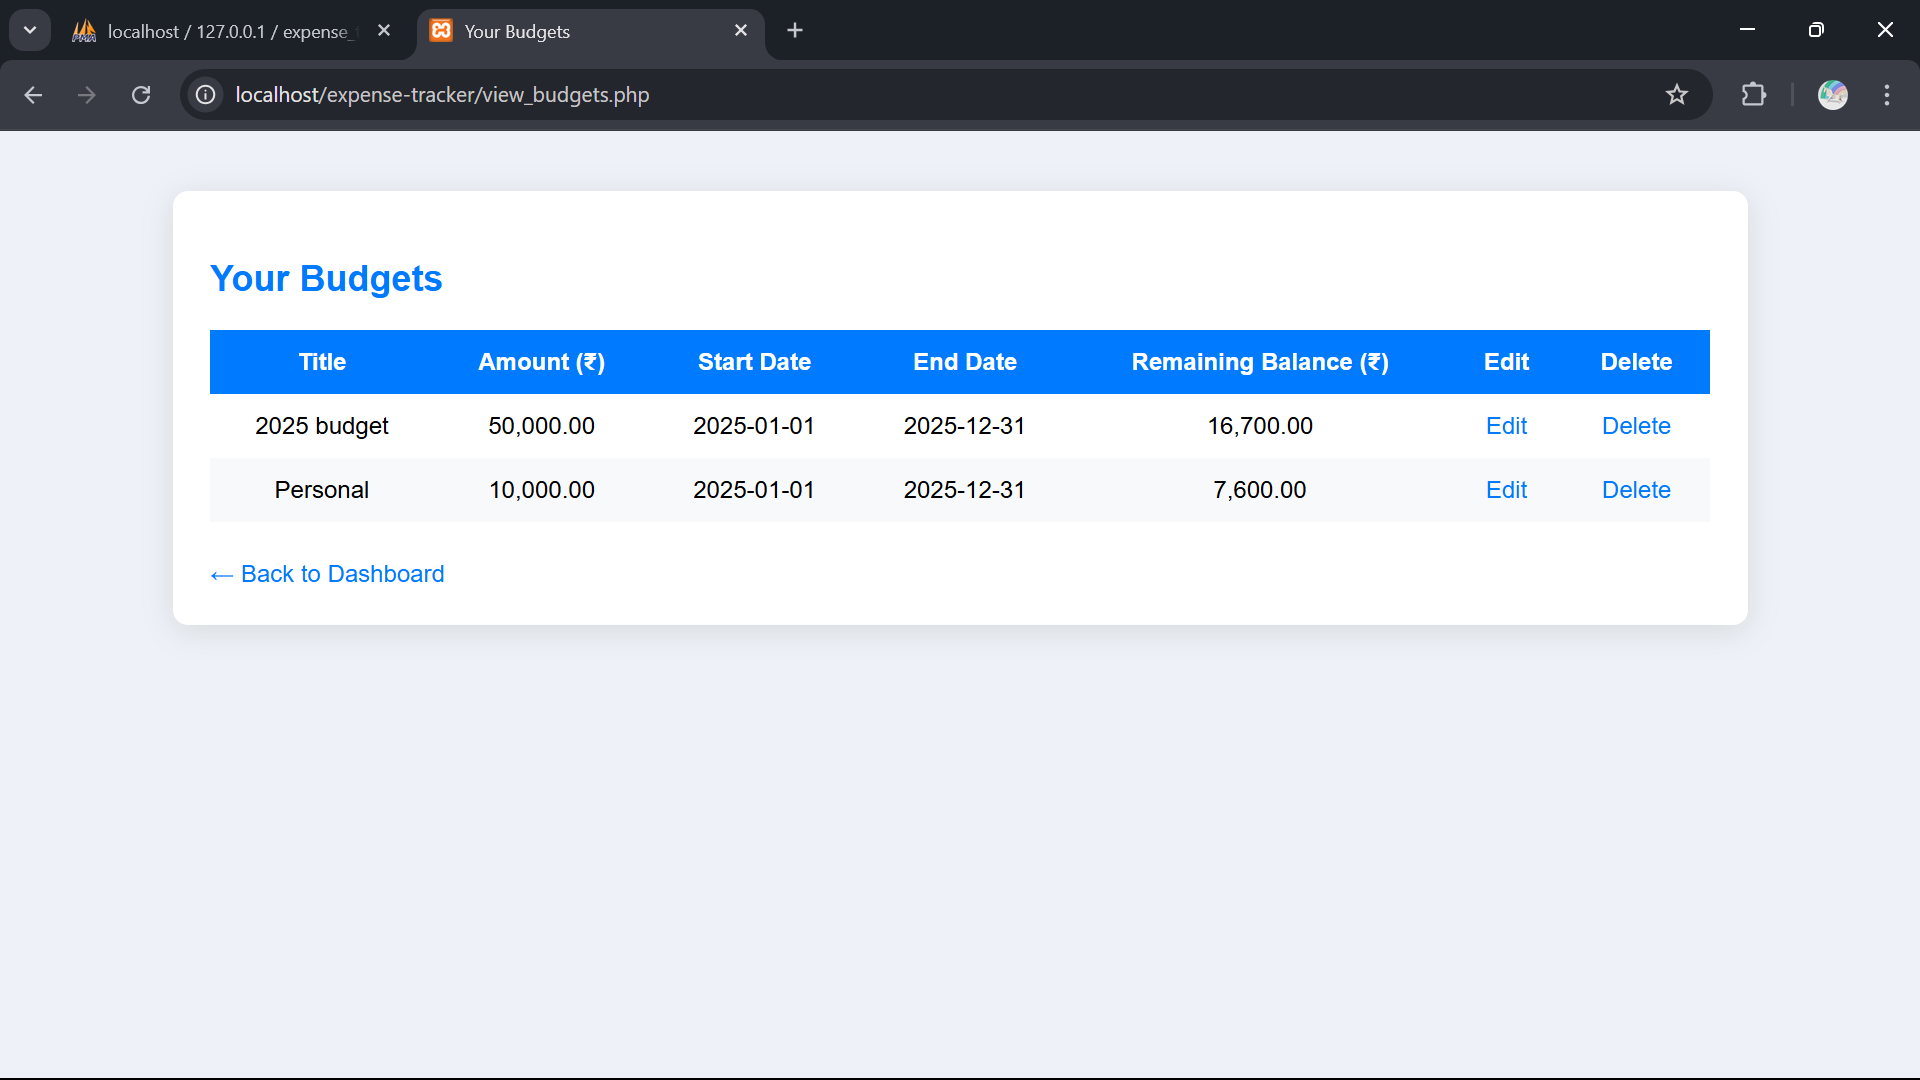 localhost / 127.0.0.1 / expense_
Your Budgets
localhost/expense-tracker/view_budgets.php
Your Budgets
Title Amount (₹) Start Date End Date Remaining Balance (₹) Edit Delete
2025 budget 50,000.00 2025-01-01 2025-12-31 16,700.00 Edit Delete
Personal 10,000.00 2025-01-01 2025-12-31 7,600.00 Edit Delete
← Back to Dashboard